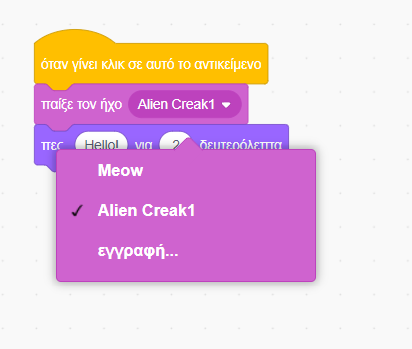 όταν γίνει κλικ σε αυτό το αντικείμενο
παίξε τον ήχο Alien Creak1
πες Hello! για 2 δευτερόλεπτα
Meow
✓ Alien Creak1
εγγραφή...